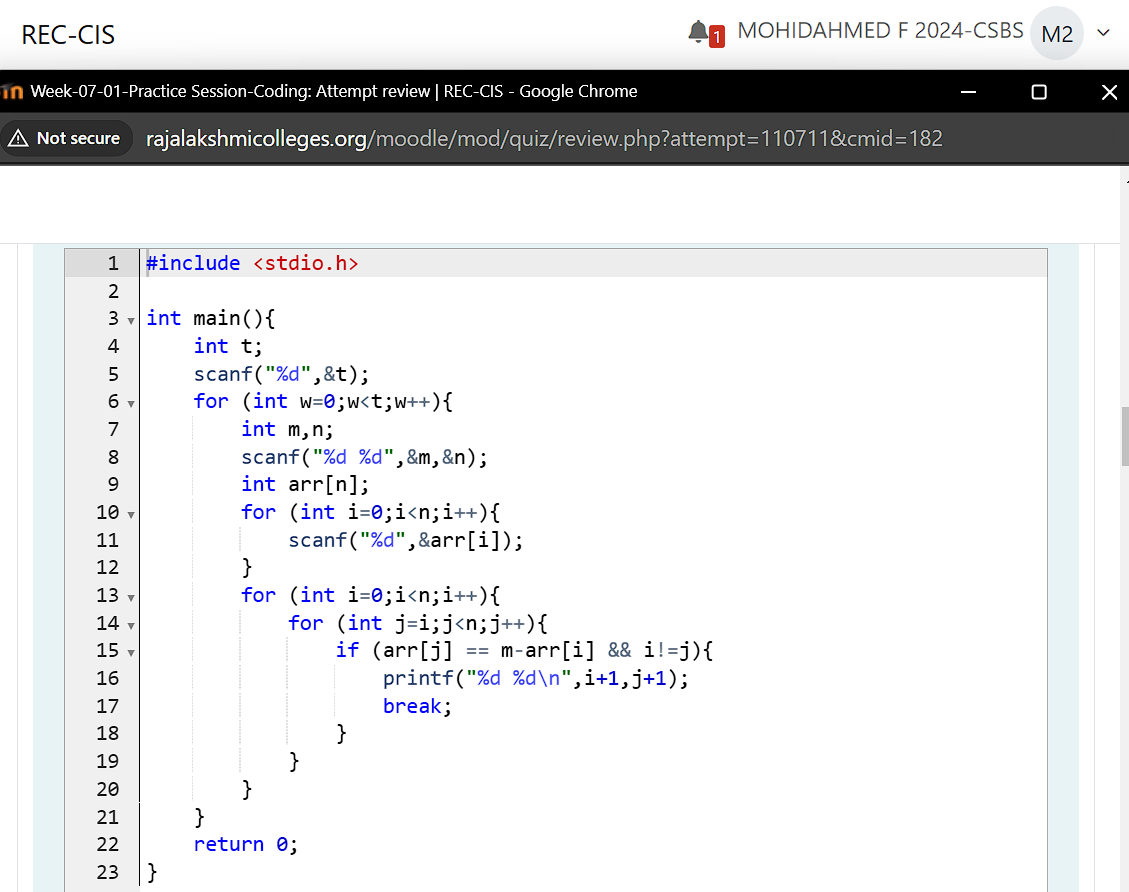 REC-CIS
1 MOHIDAHMED F 2024-CSBS M2
Week-07-01-Practice Session-Coding: Attempt review | REC-CIS - Google Chrome
Not secure rajalakshmicolleges.org/moodle/mod/quiz/review.php?attempt=110711&cmid=182
1 #include <stdio.h>
2
3 int main(){
4     int t;
5     scanf("%d",&t);
6     for (int w=0;w<t;w++){
7         int m,n;
8         scanf("%d %d",&m,&n);
9         int arr[n];
10         for (int i=0;i<n;i++){
11             scanf("%d",&arr[i]);
12         }
13         for (int i=0;i<n;i++){
14             for (int j=i;j<n;j++){
15                 if (arr[j] == m-arr[i] && i!=j){
16                     printf("%d %d\n",i+1,j+1);
17                     break;
18                 }
19             }
20         }
21     }
22     return 0;
23 }